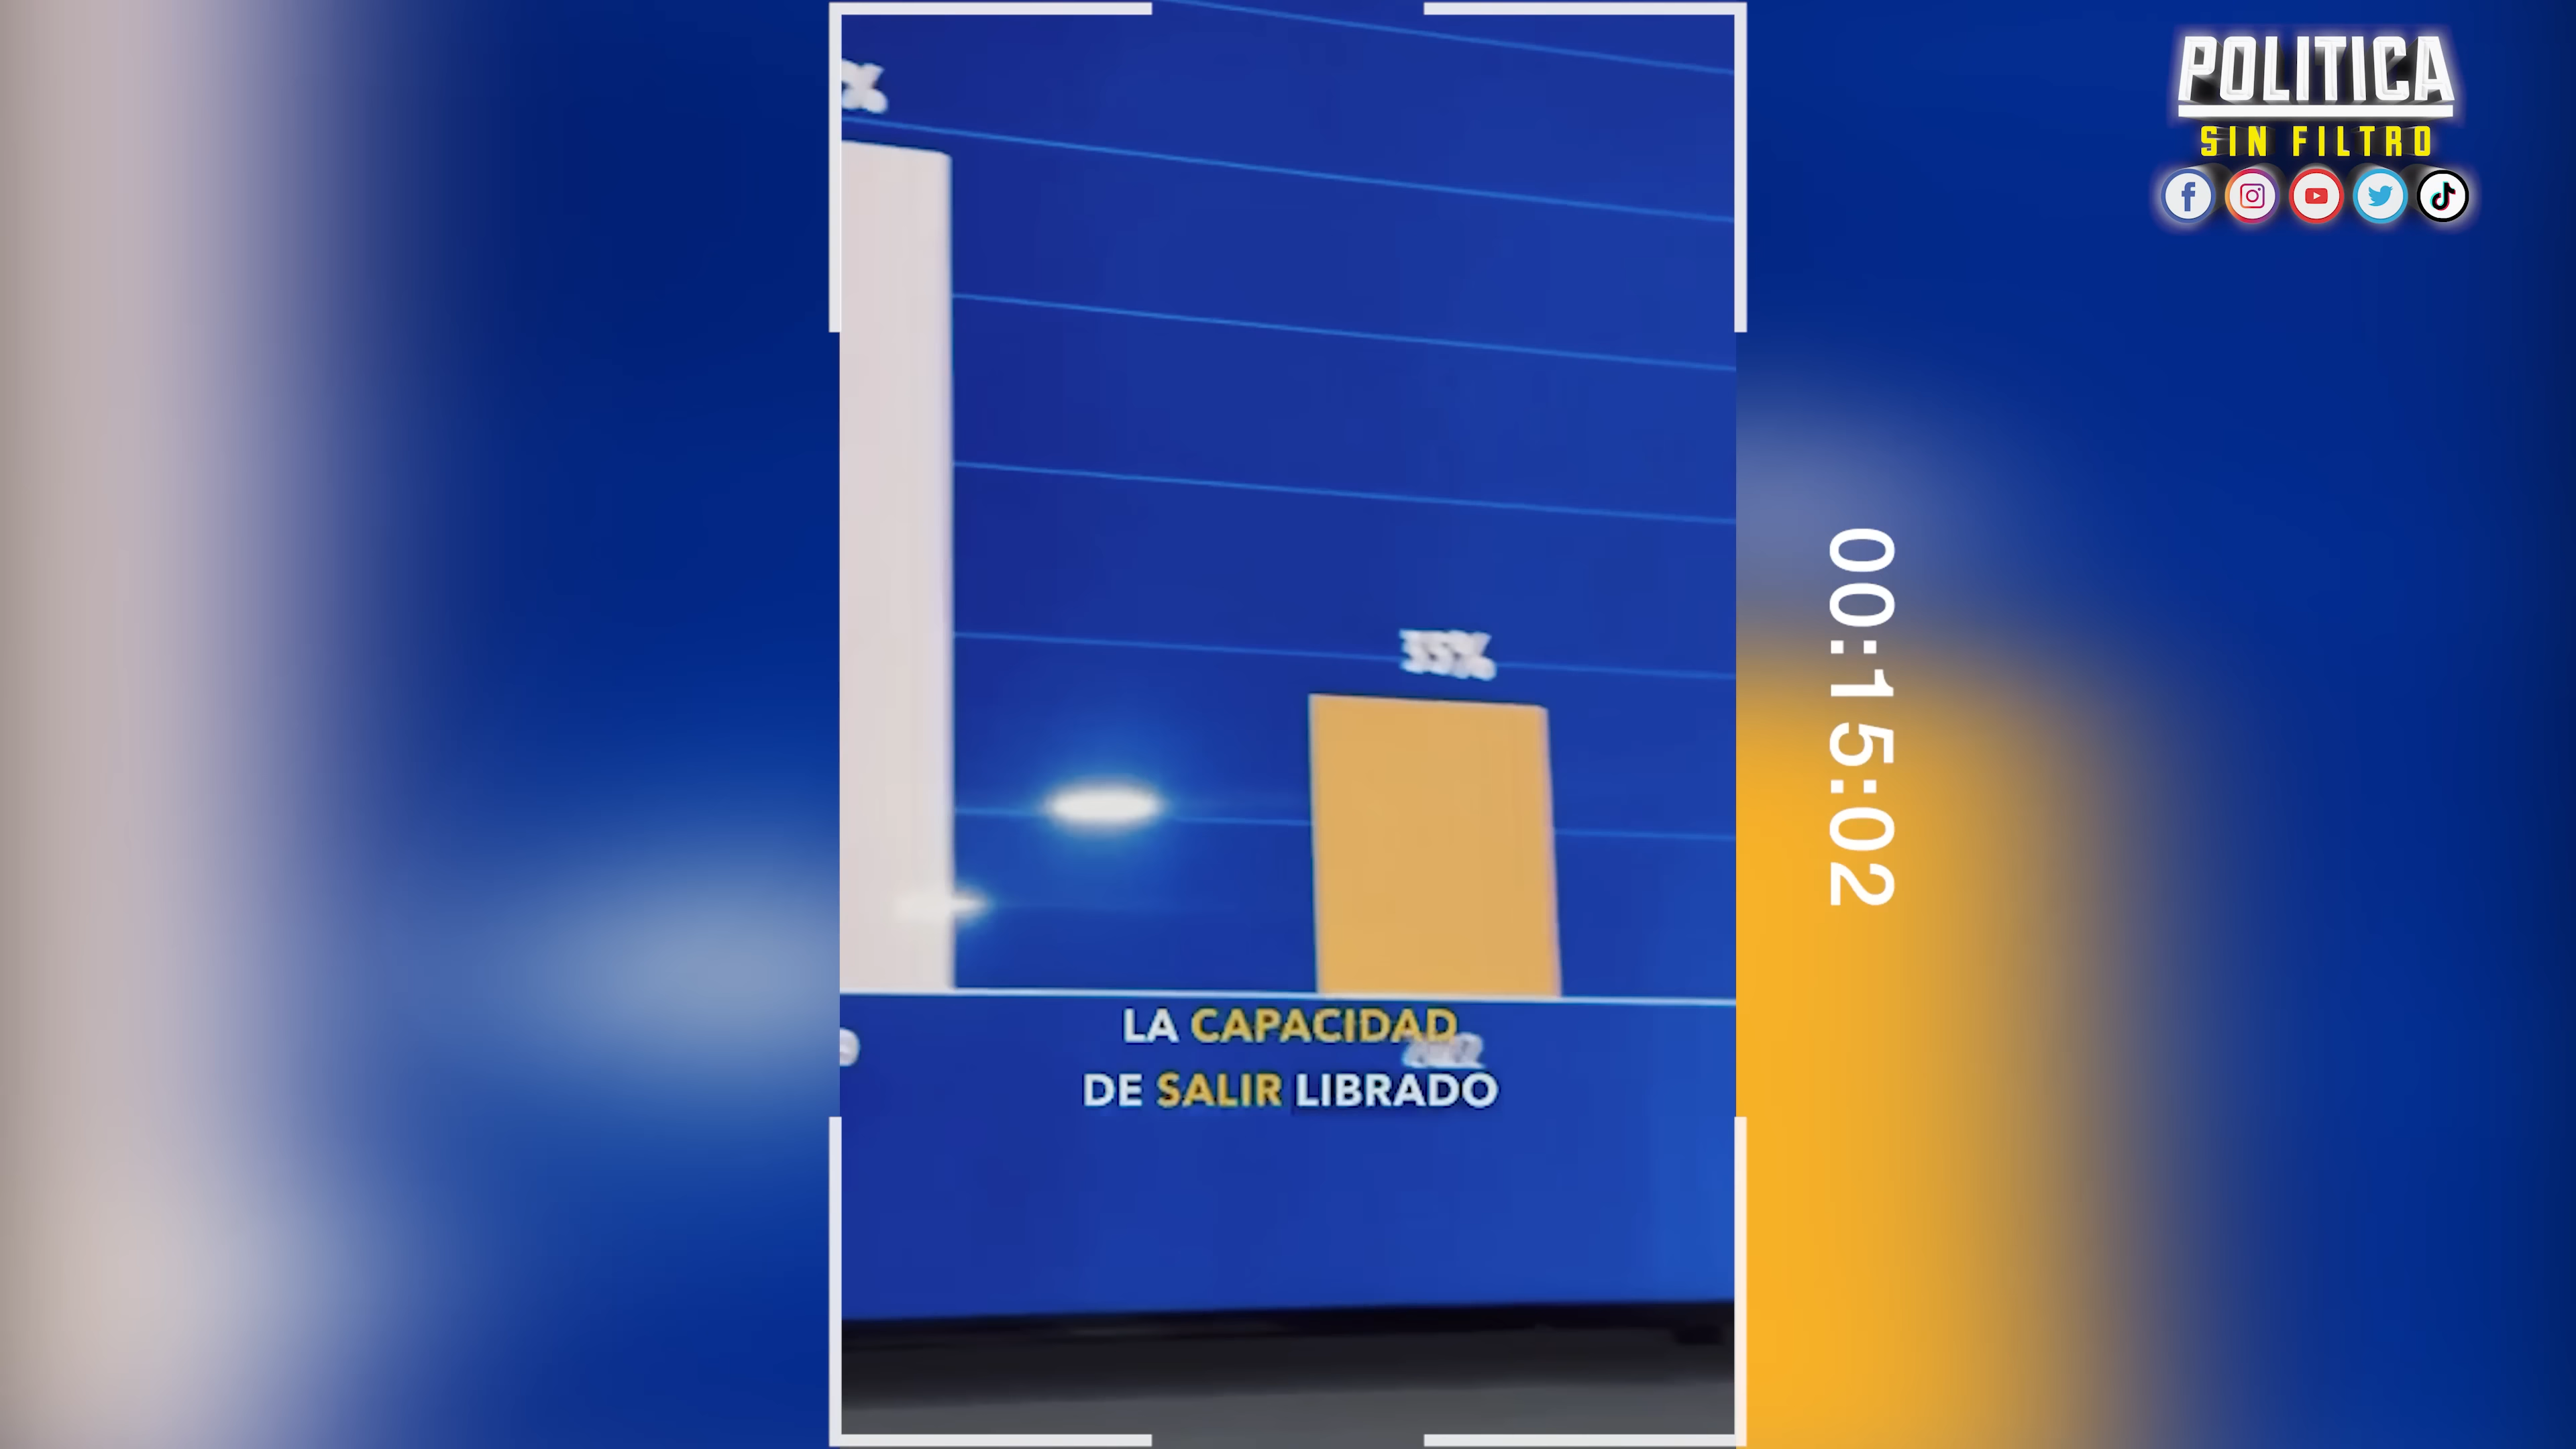 POLITICA
SIN FILTRO
%
35%
LA CAPACIDAD
DE SALIR LIBRADO
00:15:02